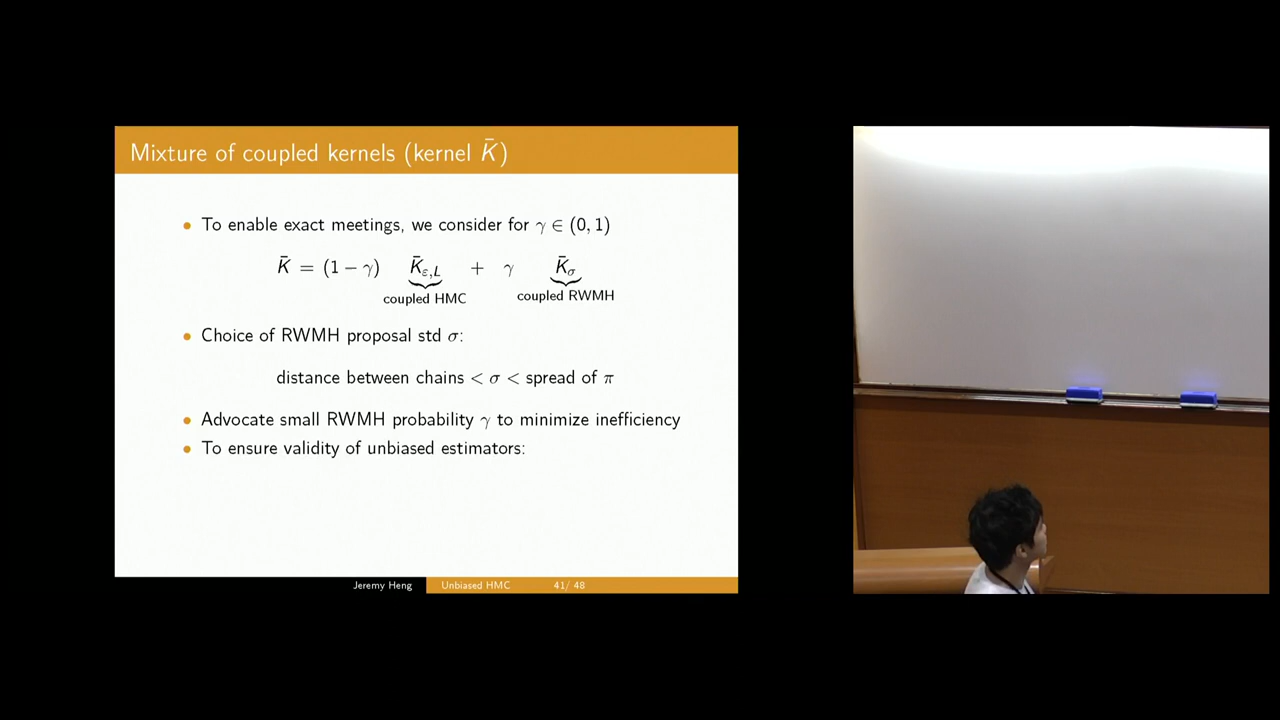 Mixture of coupled kernels (kernel K̄)
• To enable exact meetings, we consider for γ ∈ (0, 1)
K̄ = (1 − γ) K̄ε,L + γ K̄σ
coupled HMC coupled RWMH
• Choice of RWMH proposal std σ:
distance between chains < σ < spread of π
• Advocate small RWMH probability γ to minimize inefficiency
• To ensure validity of unbiased estimators:
Jeremy Heng Unbiased HMC 41/ 48